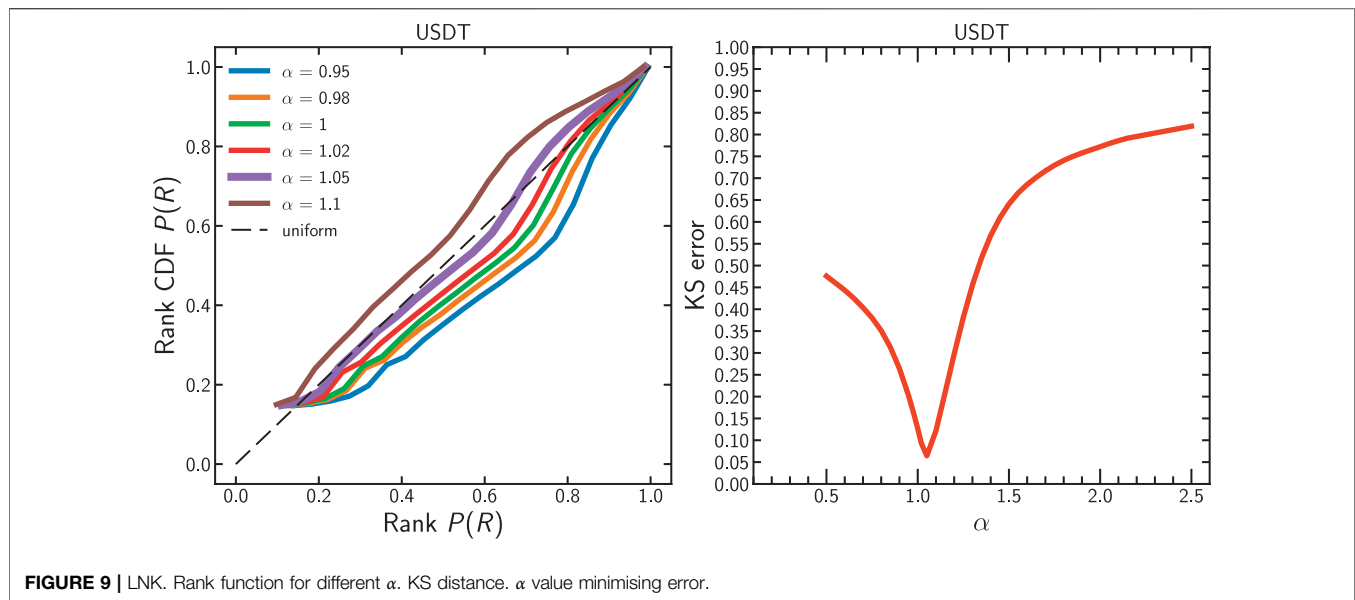 USDT
1.0
0.8
0.6
0.4
0.2
0.0
Rank CDF P(R)
α = 0.95
α = 0.98
α = 1
α = 1.02
α = 1.05
α = 1.1
uniform
0.0 0.2 0.4 0.6 0.8 1.0
Rank P(R)
USDT
1.00
0.95
0.90
0.85
0.80
0.75
0.70
0.65
0.60
0.55
0.50
0.45
0.40
0.35
0.30
0.25
0.20
0.15
0.10
0.05
0.00
KS error
0.5 1.0 1.5 2.0 2.5
α
FIGURE 9 | LNK. Rank function for different α. KS distance. α value minimising error.